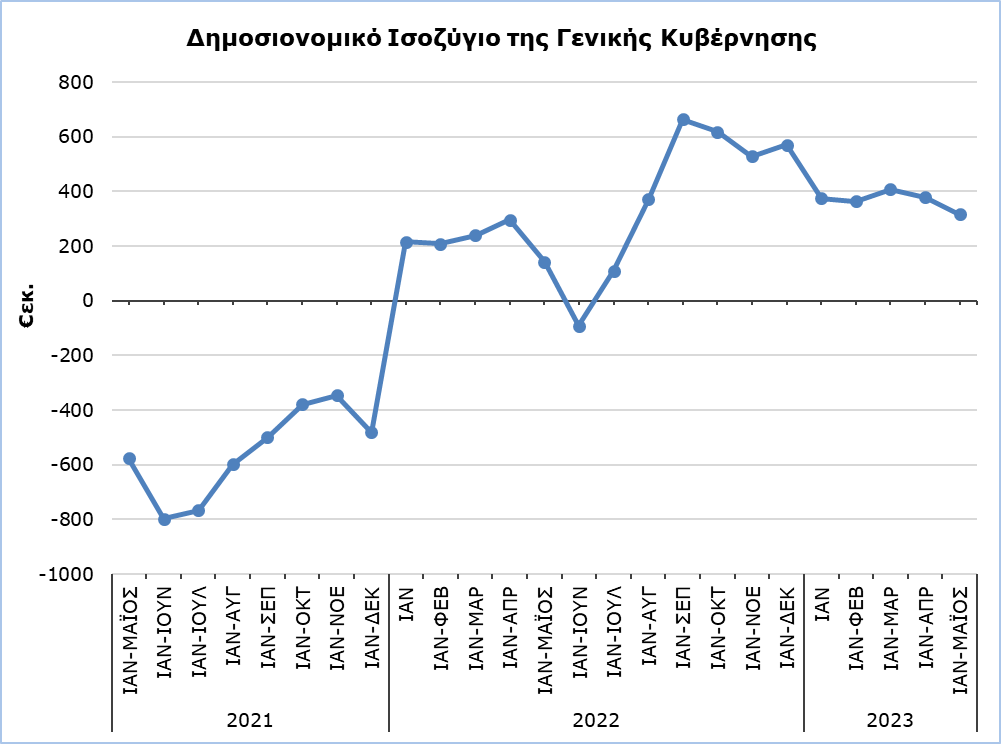 Δημοσιονομικό Ισοζύγιο της Γενικής Κυβέρνησης
€εκ.
800
600
400
200
0
-200
-400
-600
-800
-1000
ΙΑΝ-ΜΑΪΟΣ
ΙΑΝ-ΙΟΥΝ
ΙΑΝ-ΙΟΥΛ
ΙΑΝ-ΑΥΓ
ΙΑΝ-ΣΕΠ
ΙΑΝ-ΟΚΤ
ΙΑΝ-ΝΟΕ
ΙΑΝ-ΔΕΚ
ΙΑΝ
ΙΑΝ-ΦΕΒ
ΙΑΝ-ΜΑΡ
ΙΑΝ-ΑΠΡ
ΙΑΝ-ΜΑΪΟΣ
ΙΑΝ-ΙΟΥΝ
ΙΑΝ-ΙΟΥΛ
ΙΑΝ-ΑΥΓ
ΙΑΝ-ΣΕΠ
ΙΑΝ-ΟΚΤ
ΙΑΝ-ΝΟΕ
ΙΑΝ-ΔΕΚ
ΙΑΝ
ΙΑΝ-ΦΕΒ
ΙΑΝ-ΜΑΡ
ΙΑΝ-ΑΠΡ
ΙΑΝ-ΜΑΪΟΣ
2021
2022
2023